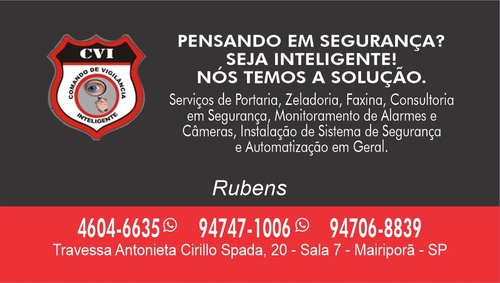 CVI
COMANDO DE VIGILÂNCIA
INTELIGENTE
PENSANDO EM SEGURANÇA?
SEJA INTELIGENTE!
NÓS TEMOS A SOLUÇÃO.
Serviços de Portaria, Zeladoria, Faxina, Consultoria
em Segurança, Monitoramento de Alarmes e
Câmeras, Instalação de Sistema de Segurança
e Automatização em Geral.
Rubens
4604-6635 94747-1006 94706-8839
Travessa Antonieta Cirillo Spada, 20 - Sala 7 - Mairiporã - SP